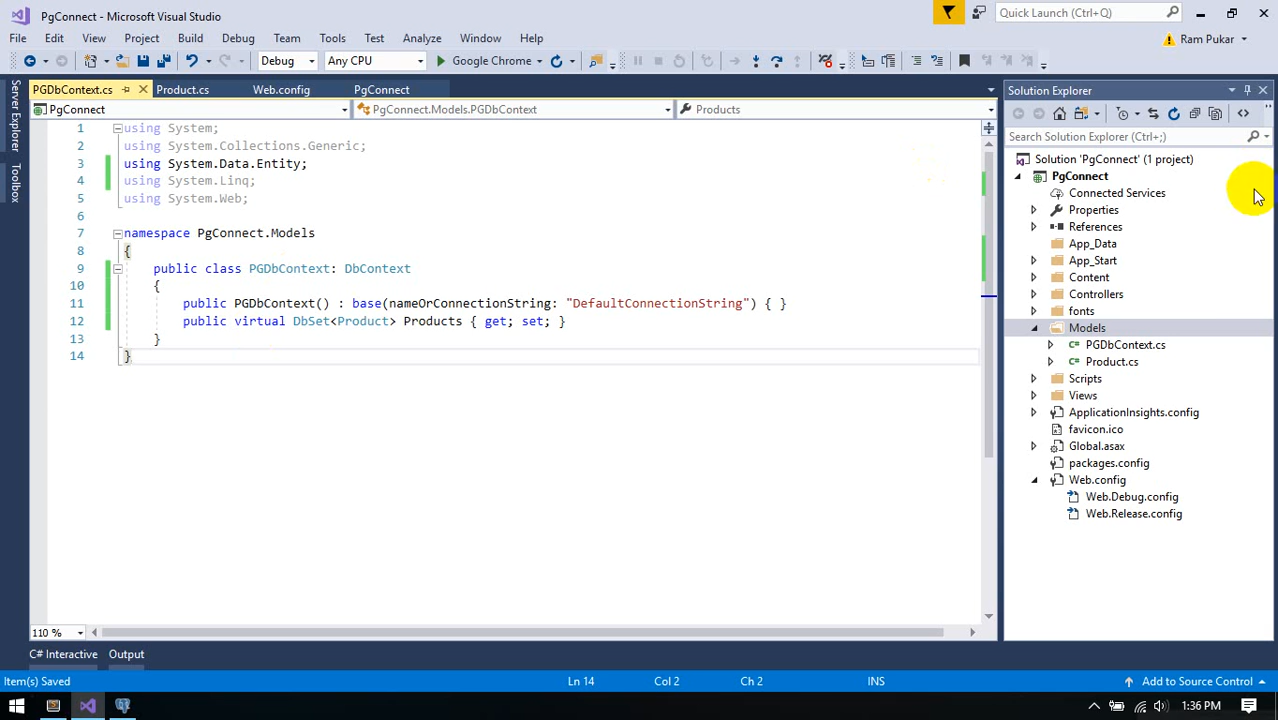 PgConnect - Microsoft Visual Studio
Quick Launch (Ctrl+Q)
File Edit View Project Build Debug Team Tools Test Analyze Window Help
Ram Pukar
Debug Any CPU Google Chrome
PGDbContext.cs Product.cs Web.config PgConnect
PgConnect PgConnect.Models.PGDbContext Products
Server Explorer
Toolbox
1 using System;
2 using System.Collections.Generic;
3 using System.Data.Entity;
4 using System.Linq;
5 using System.Web;
6
7 namespace PgConnect.Models
8 {
9 public class PGDbContext: DbContext
10 {
11 public PGDbContext() : base(nameOrConnectionString: "DefaultConnectionString") { }
12 public virtual DbSet<Product> Products { get; set; }
13 }
14 }
110 %
Solution Explorer
Search Solution Explorer (Ctrl+;)
Solution 'PgConnect' (1 project)
PgConnect
Connected Services
Properties
References
App_Data
App_Start
Content
Controllers
fonts
Models
PGDbContext.cs
Product.cs
Scripts
Views
ApplicationInsights.config
favicon.ico
Global.asax
packages.config
Web.config
Web.Debug.config
Web.Release.config
C# Interactive Output
Item(s) Saved Ln 14 Col 2 Ch 2 INS Add to Source Control
1:36 PM